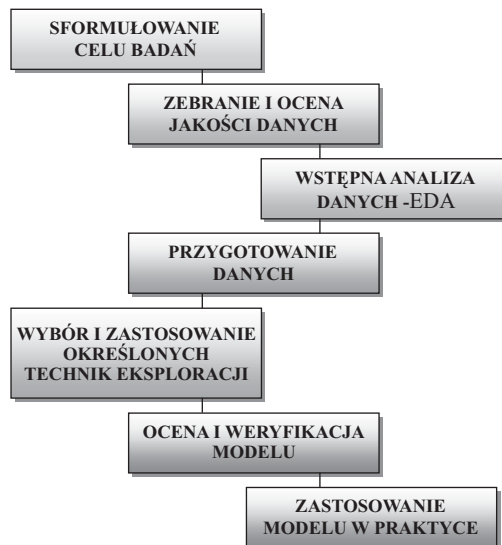 SFORMUŁOWANIE
CELU BADAŃ
ZEBRANIE I OCENA
JAKOŚCI DANYCH
WSTĘPNA ANALIZA
DANYCH -EDA
PRZYGOTOWANIE
DANYCH
WYBÓR I ZASTOSOWANIE
OKREŚLONYCH
TECHNIK EKSPLORACJI
OCENA I WERYFIKACJA
MODELU
ZASTOSOWANIE
MODELU W PRAKTYCE